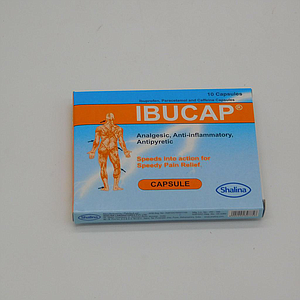 10 Capsules
Ibuprofen, Paracetamol and Caffeine Capsules
IBUCAP®
Analgesic, Anti-inflammatory,
Antipyretic
Speeds into action for
Speedy Pain Relief.
CAPSULE
Shalina